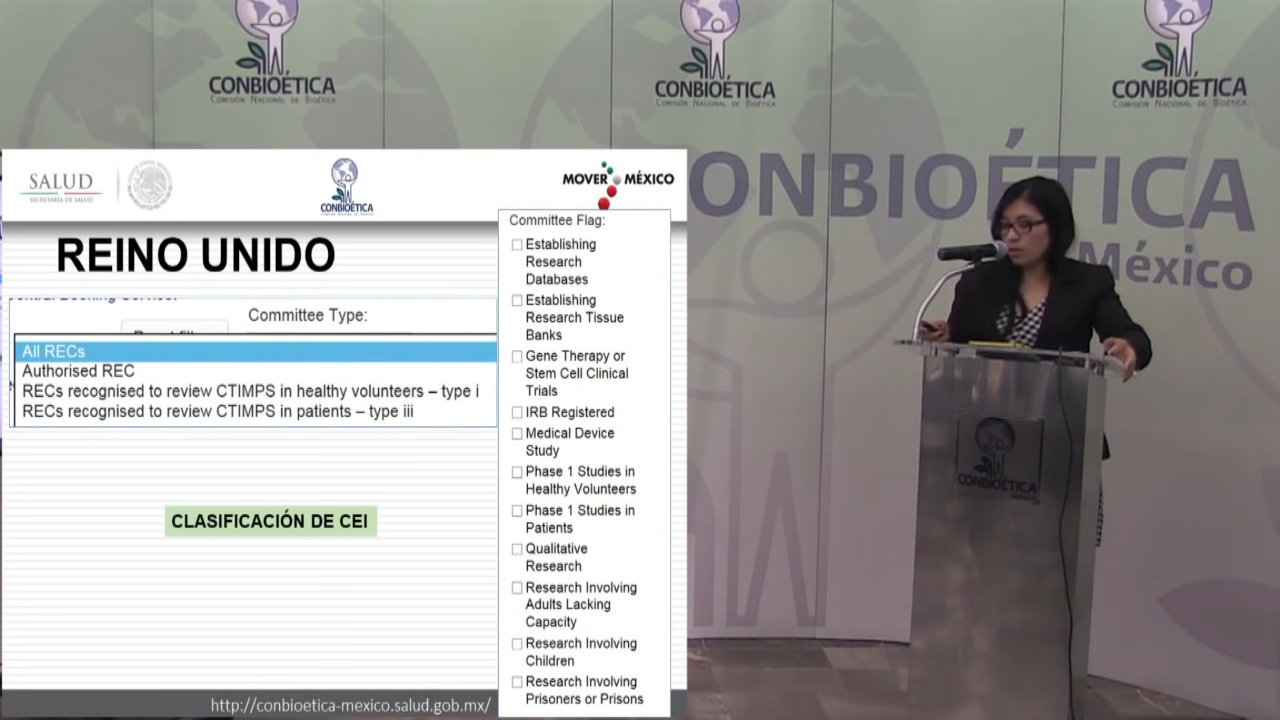 CONBIOÉTICA
COMISIÓN NACIONAL DE BIOÉTICA
CONBIOÉTICA
COMISIÓN NACIONAL DE BIOÉTICA
CONBIOÉTICA
COMISIÓN NACIONAL DE BIOÉTICA
ONBIOÉTICA
México
SALUD
SECRETARÍA DE SALUD
CONBIOÉTICA
MOVER MÉXICO
REINO UNIDO
Committee Type:
All RECs
Authorised REC
RECs recognised to review CTIMPS in healthy volunteers – type i
RECs recognised to review CTIMPS in patients – type iii
CLASIFICACIÓN DE CEI
Committee Flag:
Establishing
Research
Databases
Establishing
Research Tissue
Banks
Gene Therapy or
Stem Cell Clinical
Trials
IRB Registered
Medical Device
Study
Phase 1 Studies in
Healthy Volunteers
Phase 1 Studies in
Patients
Qualitative
Research
Research Involving
Adults Lacking
Capacity
Research Involving
Children
Research Involving
Prisoners or Prisons
http://conbioetica-mexico.salud.gob.mx/
CONBIOÉTICA